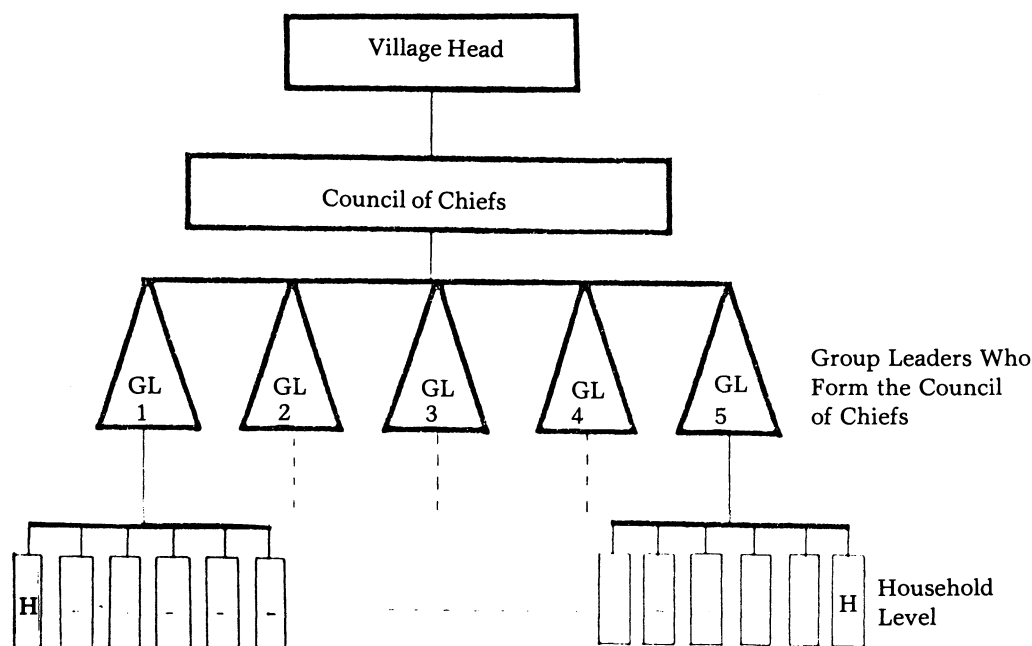 Village Head
Council of Chiefs
GL
1
GL
2
GL
3
GL
4
GL
5
Group Leaders Who
Form the Council
of Chiefs
H
H
Household
Level